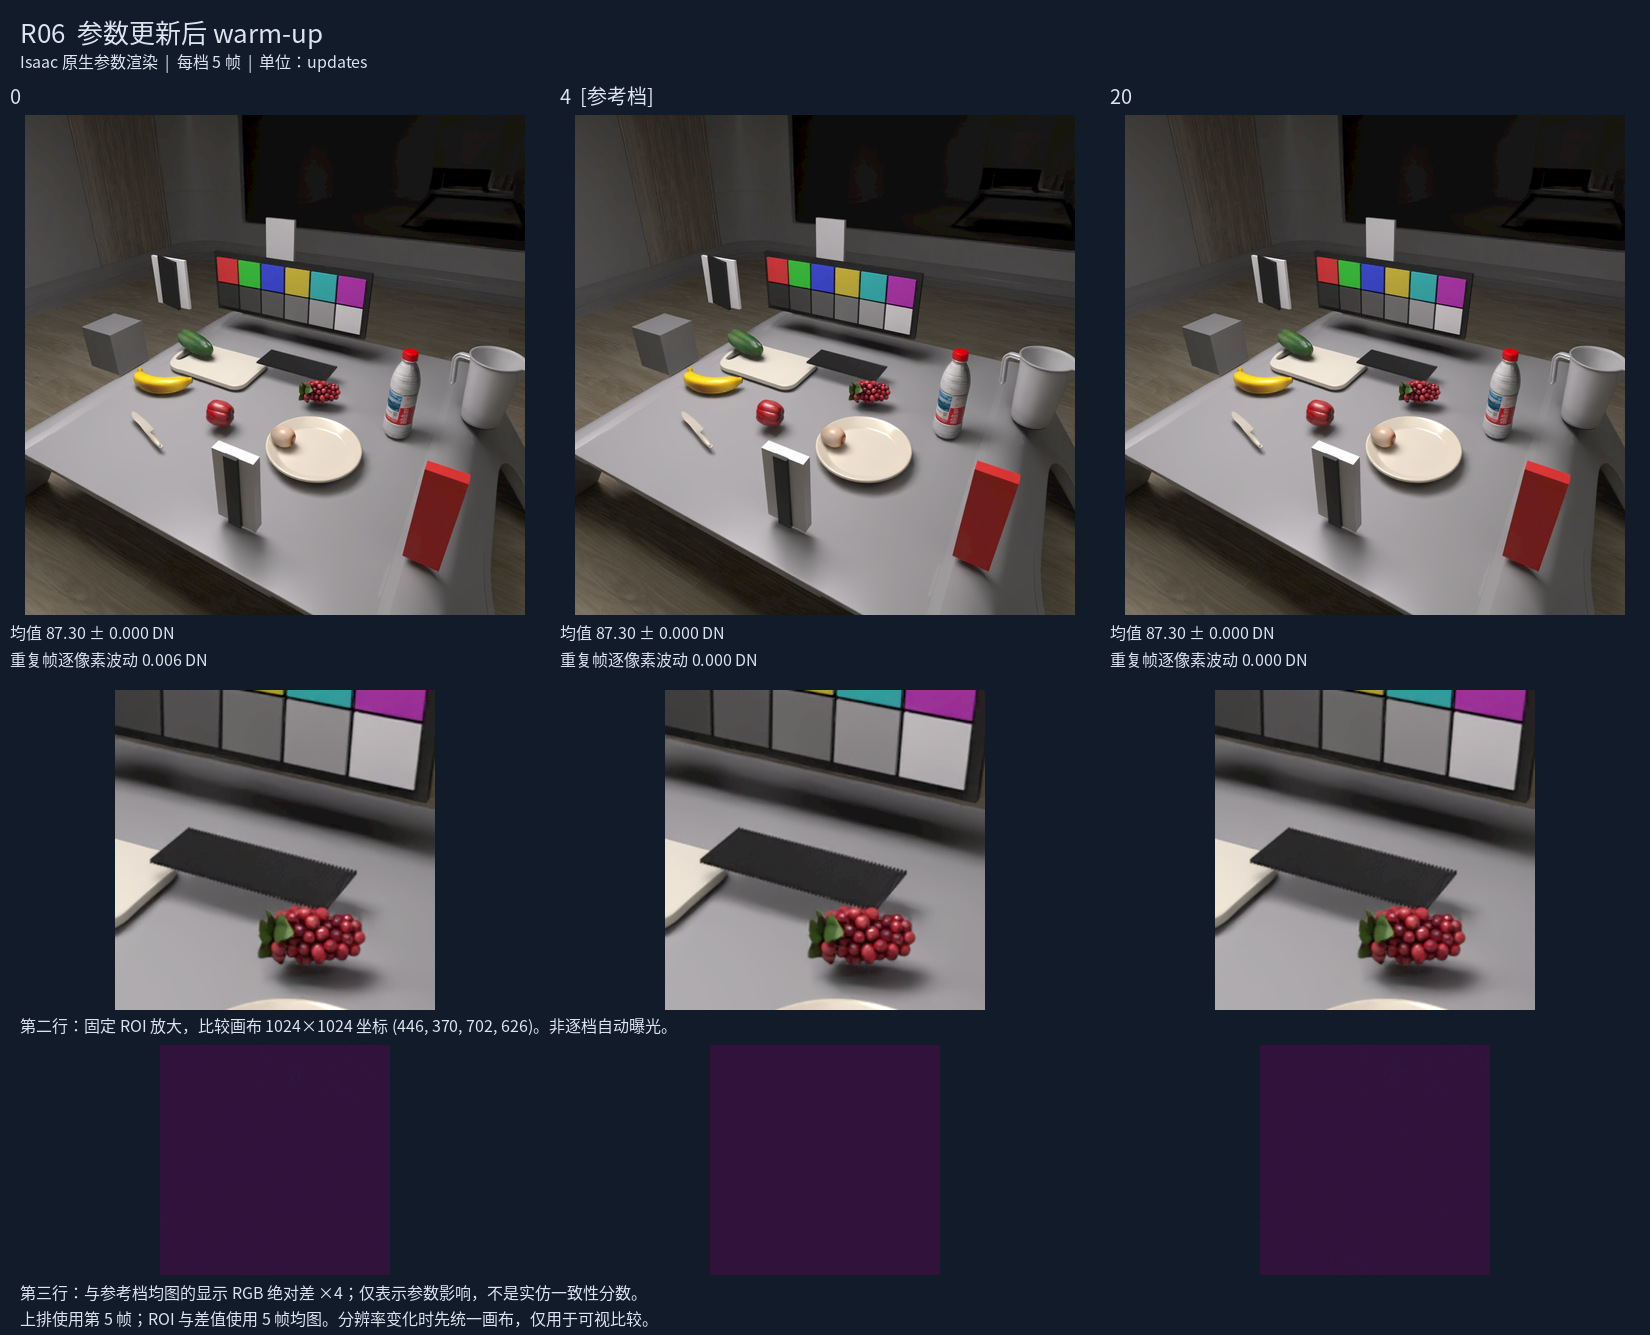 R06 参数更新后 warm-up
Isaac 原生参数渲染 | 每档 5 帧 | 单位：updates
0
4 [参考档]
20
均值 87.30 ± 0.000 DN
重复帧逐像素波动 0.006 DN
均值 87.30 ± 0.000 DN
重复帧逐像素波动 0.000 DN
均值 87.30 ± 0.000 DN
重复帧逐像素波动 0.000 DN
第二行：固定 ROI 放大，比较画布 1024×1024 坐标 (446, 370, 702, 626)。非逐档自动曝光。
第三行：与参考档均图的显示 RGB 绝对差 ×4；仅表示参数影响，不是实仿一致性分数。
上排使用第 5 帧；ROI 与差值使用 5 帧均图。分辨率变化时先统一画布，仅用于可视比较。